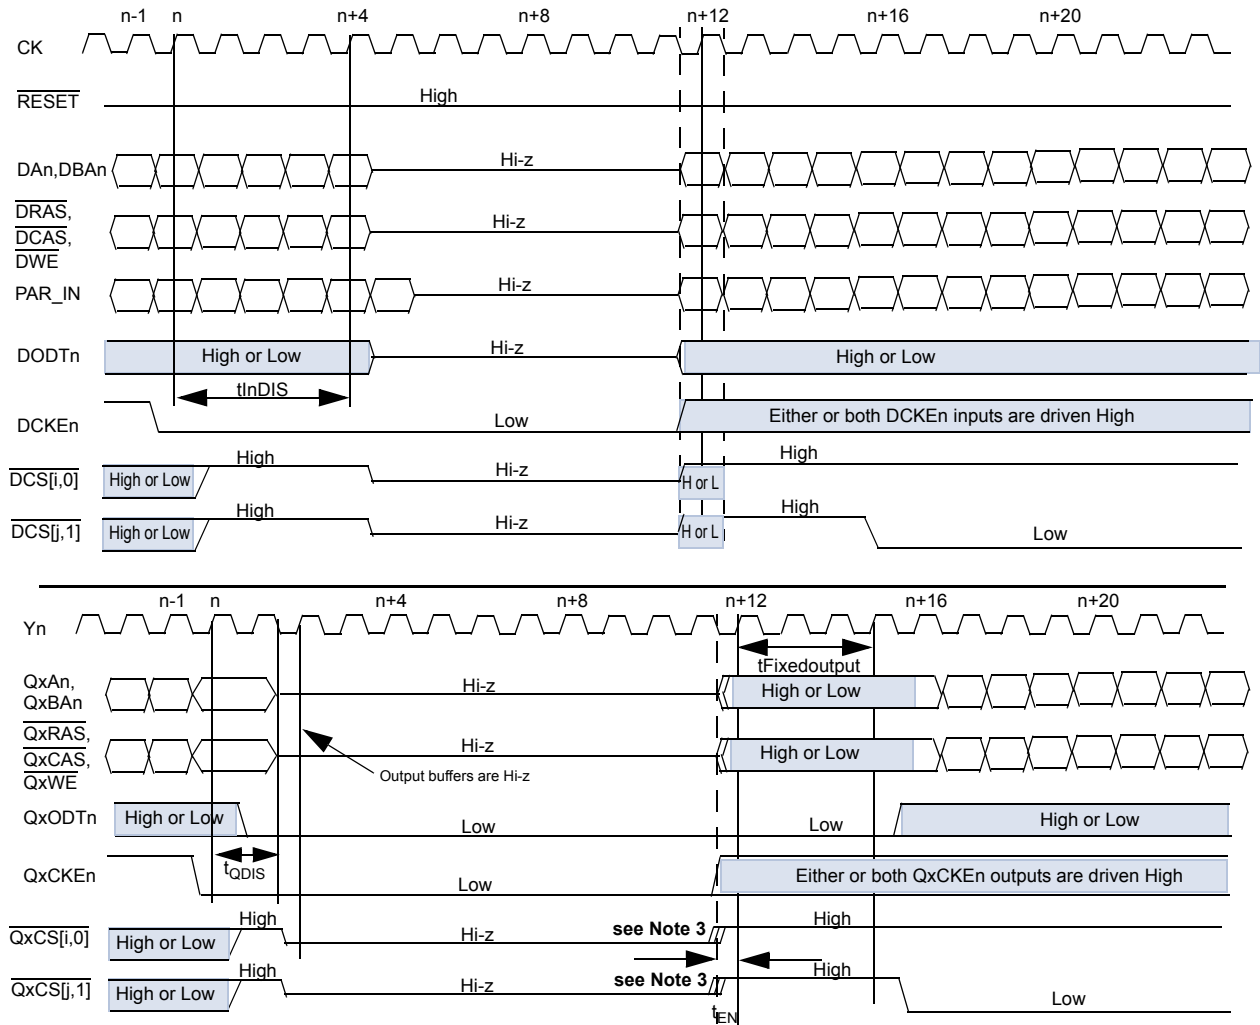 n-1 n n+4 n+8 n+12 n+16 n+20
CK
RESET
High
DAn,DBAn
Hi-z
DRAS,
DCAS,
DWE
Hi-z
PAR_IN
Hi-z
DODTn
High or Low
Hi-z
High or Low
tInDIS
DCKEn
Low
Either or both DCKEn inputs are driven High
DCS[i,0]
High or Low
High
Hi-z
H or L
High
DCS[j,1]
High or Low
High
Hi-z
H or L
High
Low
n-1 n n+4 n+8 n+12 n+16 n+20
Yn
tFixedoutput
QxAn,
QxBAn
Hi-z
High or Low
QxRAS,
QxCAS,
QxWE
Hi-z
High or Low
Output buffers are Hi-z
QxODTn
High or Low
Low
Low
High or Low
tQDIS
QxCKEn
Low
Either or both QxCKEn outputs are driven High
QxCS[i,0]
High or Low
High
Hi-z
see Note 3
High
QxCS[j,1]
High or Low
High
Hi-z
see Note 3
High
Low
tEN